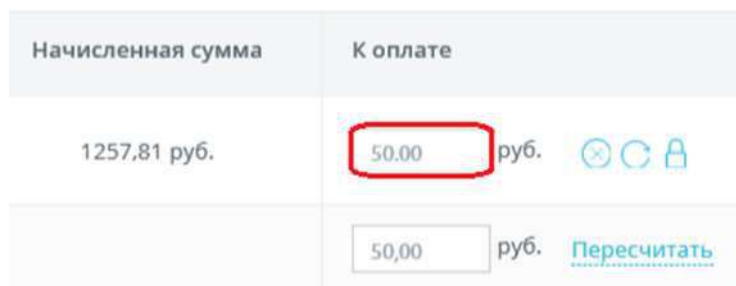 Начисленная сумма К оплате
1257,81 руб. 50.00 руб.
50,00 руб. Пересчитать